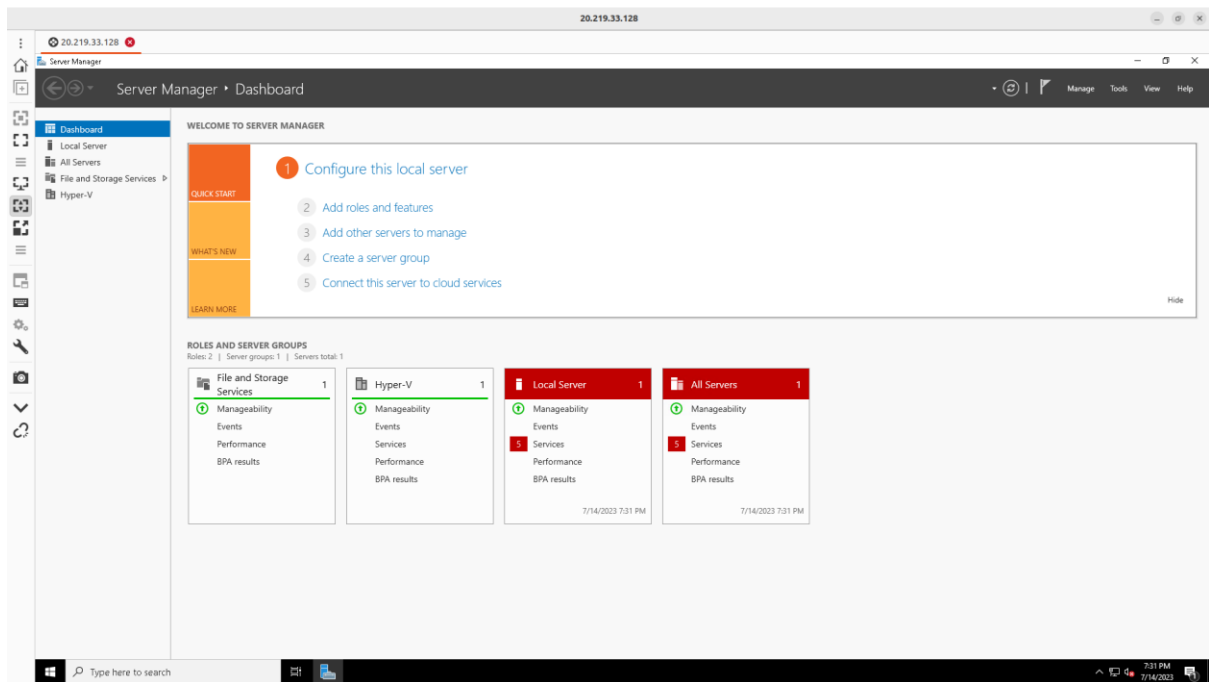 20.219.33.128
20.219.33.128
Server Manager
Server Manager • Dashboard
Manage Tools View Help
Dashboard
Local Server
All Servers
File and Storage Services
Hyper-V
WELCOME TO SERVER MANAGER
QUICK START
WHAT'S NEW
LEARN MORE
1 Configure this local server
2 Add roles and features
3 Add other servers to manage
4 Create a server group
5 Connect this server to cloud services
Hide
ROLES AND SERVER GROUPS
Roles: 2 | Server groups: 1 | Servers total: 1
File and Storage
Services 1
Manageability
Events
Performance
BPA results
Hyper-V 1
Manageability
Events
Services
Performance
BPA results
Local Server 1
Manageability
Events
5 Services
Performance
BPA results
7/14/2023 7:31 PM
All Servers 1
Manageability
Events
5 Services
Performance
BPA results
7/14/2023 7:31 PM
Type here to search
7:31 PM
7/14/2023